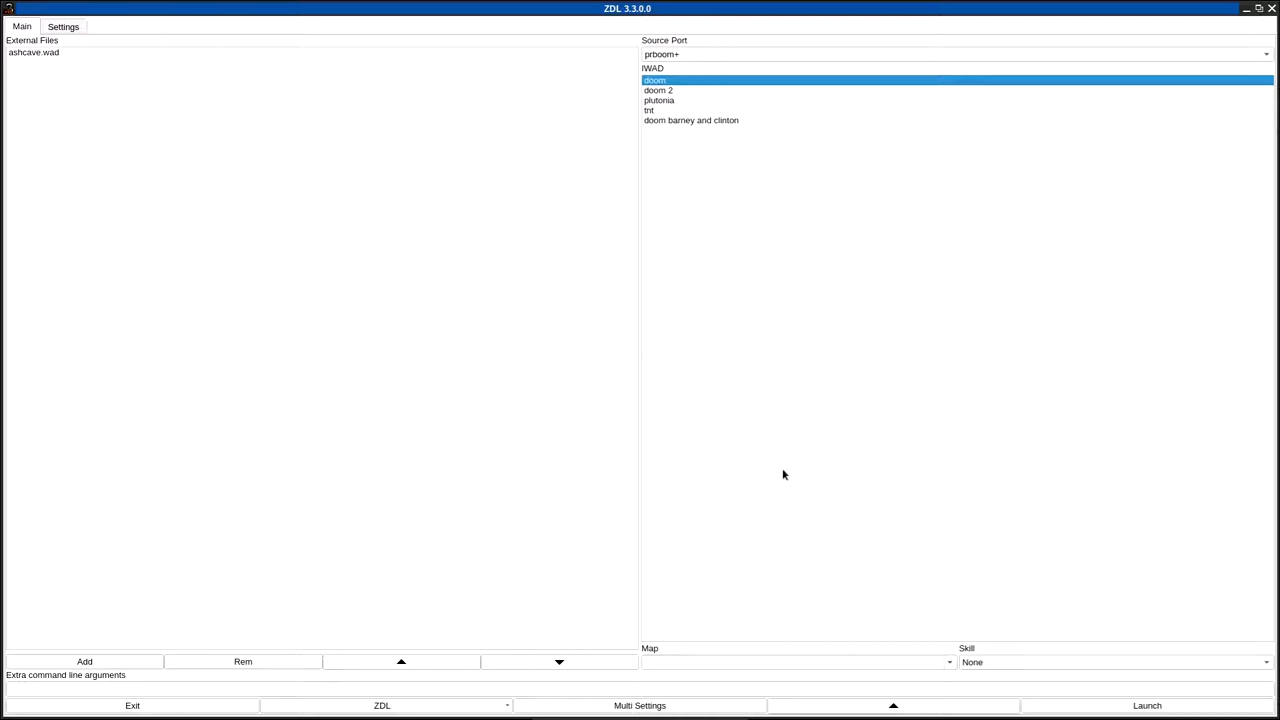 ZDL 3.3.0.0
Main
Settings
External Files
ashcave.wad
Source Port
prboom+
IWAD
doom
doom 2
plutonia
tnt
doom barney and clinton
Map
Skill
None
Add
Rem
Extra command line arguments
Exit
ZDL
Multi Settings
Launch